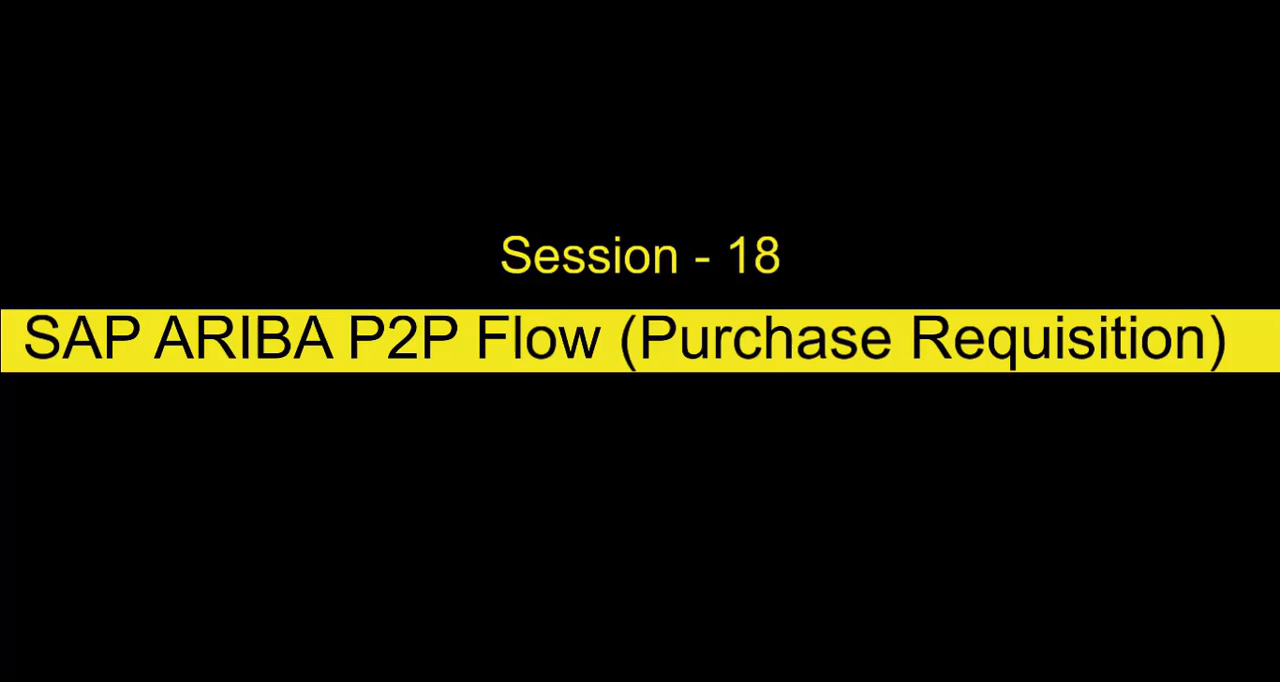 Session - 18
SAP ARIBA P2P Flow (Purchase Requisition)